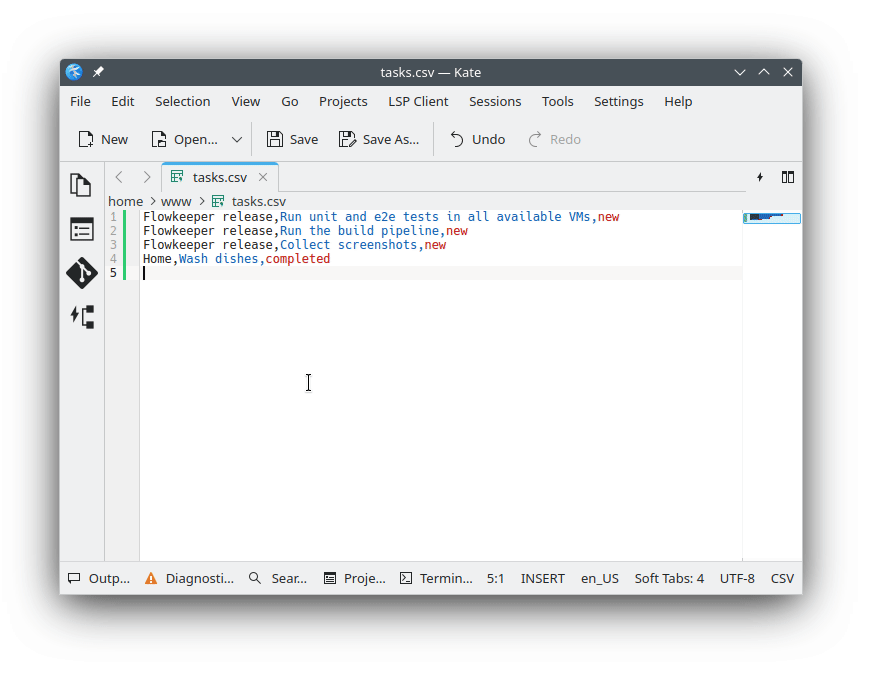 tasks.csv — Kate
File Edit Selection View Go Projects LSP Client Sessions Tools Settings Help
New Open... Save Save As... Undo Redo
tasks.csv
home www tasks.csv
1 Flowkeeper release,Run unit and e2e tests in all available VMs,new
2 Flowkeeper release,Run the build pipeline,new
3 Flowkeeper release,Collect screenshots,new
4 Home,Wash dishes,completed
5
Outp... Diagnosti... Sear... Proje... Termin... 5:1 INSERT en_US Soft Tabs: 4 UTF-8 CSV